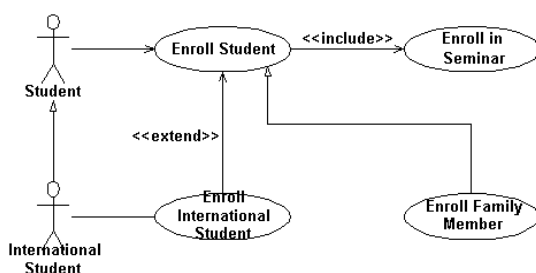 Enroll Student
<<include>>
Enroll in
Seminar
Student
<<extend>>
Enroll
International
Student
Enroll Family
Member
International
Student